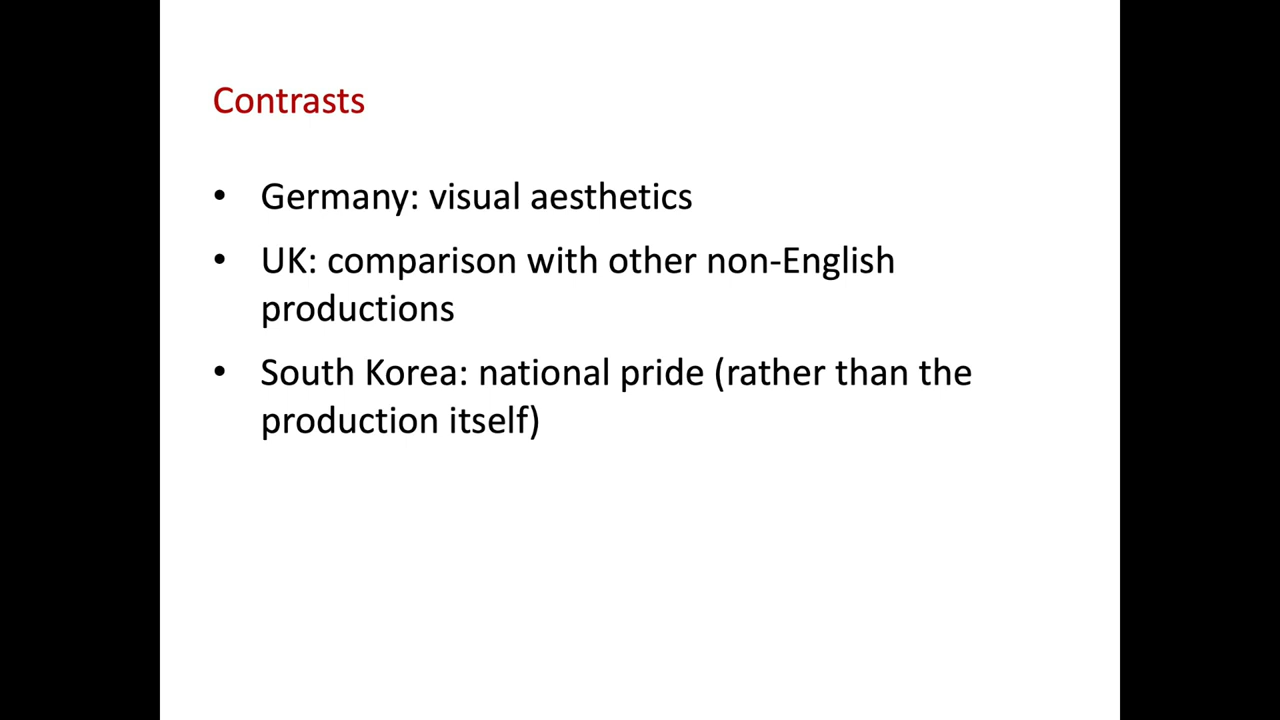 Contrasts
• Germany: visual aesthetics
• UK: comparison with other non-English
productions
• South Korea: national pride (rather than the
production itself)